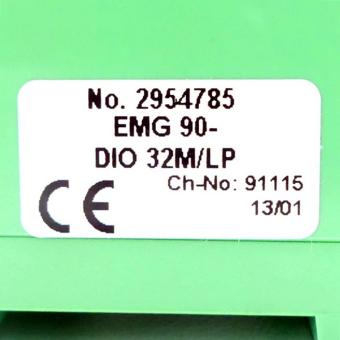 No. 2954785
EMG 90-
DIO 32M/LP
Ch-No: 91115
CE 13/01